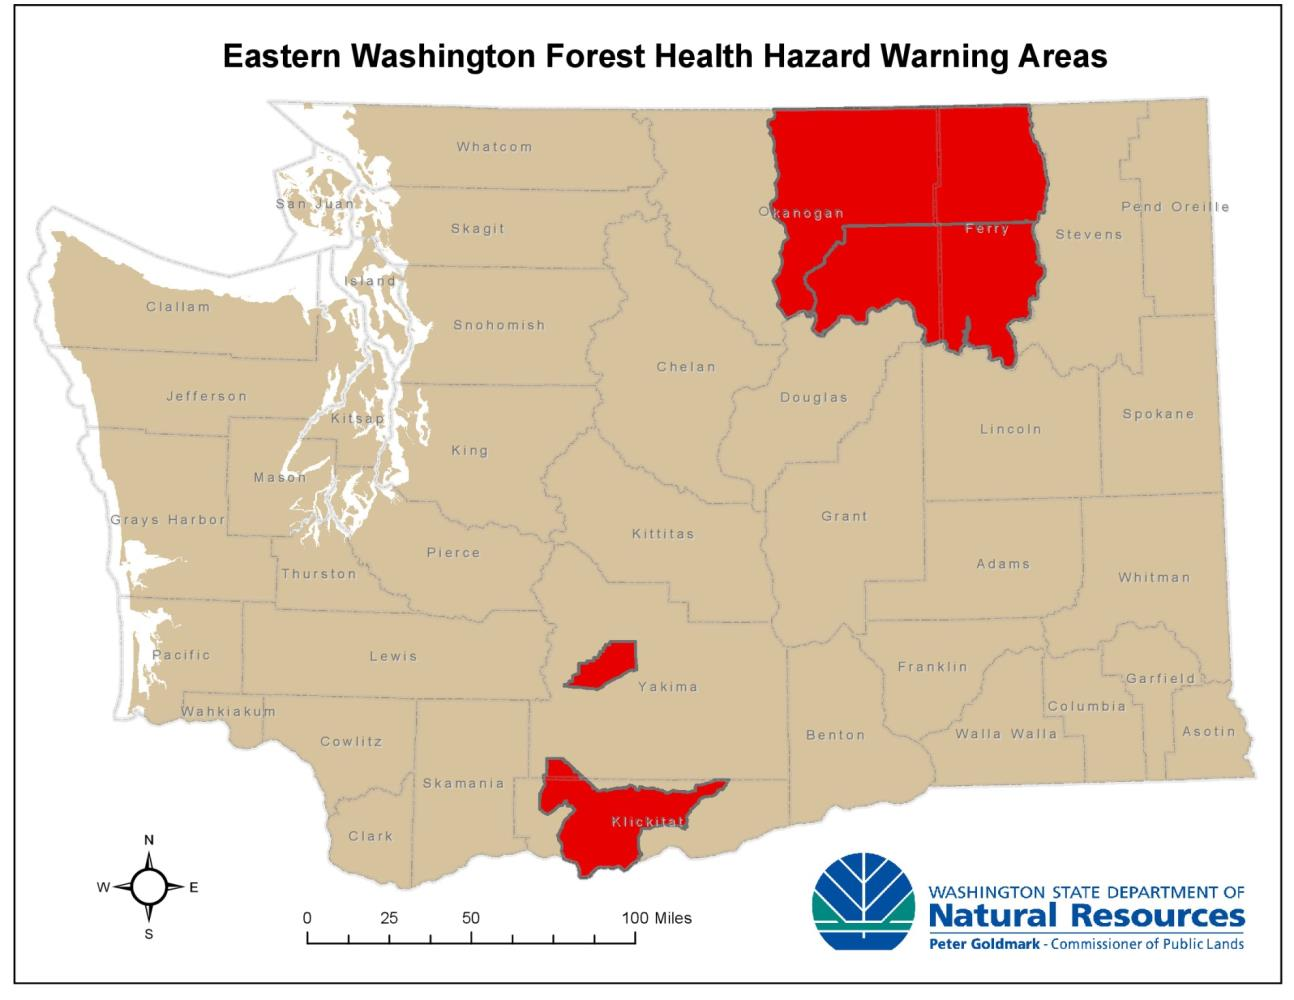 Eastern Washington Forest Health Hazard Warning Areas
Whatcom
San Juan
Okanogan
Pend Oreille
Skagit
Ferry
Stevens
Island
Clallam
Snohomish
Chelan
Jefferson
Douglas
Kitsap
Spokane
Lincoln
King
Mason
Grays Harbor
Grant
Kittitas
Pierce
Adams
Thurston
Whitman
Pacific
Lewis
Franklin
Yakima
Garfield
Wahkiakum
Columbia
Cowlitz
Benton
Walla Walla
Asotin
Skamania
Klickitat
Clark
N
W E
S
0 25 50 100 Miles
WASHINGTON STATE DEPARTMENT OF
Natural Resources
Peter Goldmark - Commissioner of Public Lands